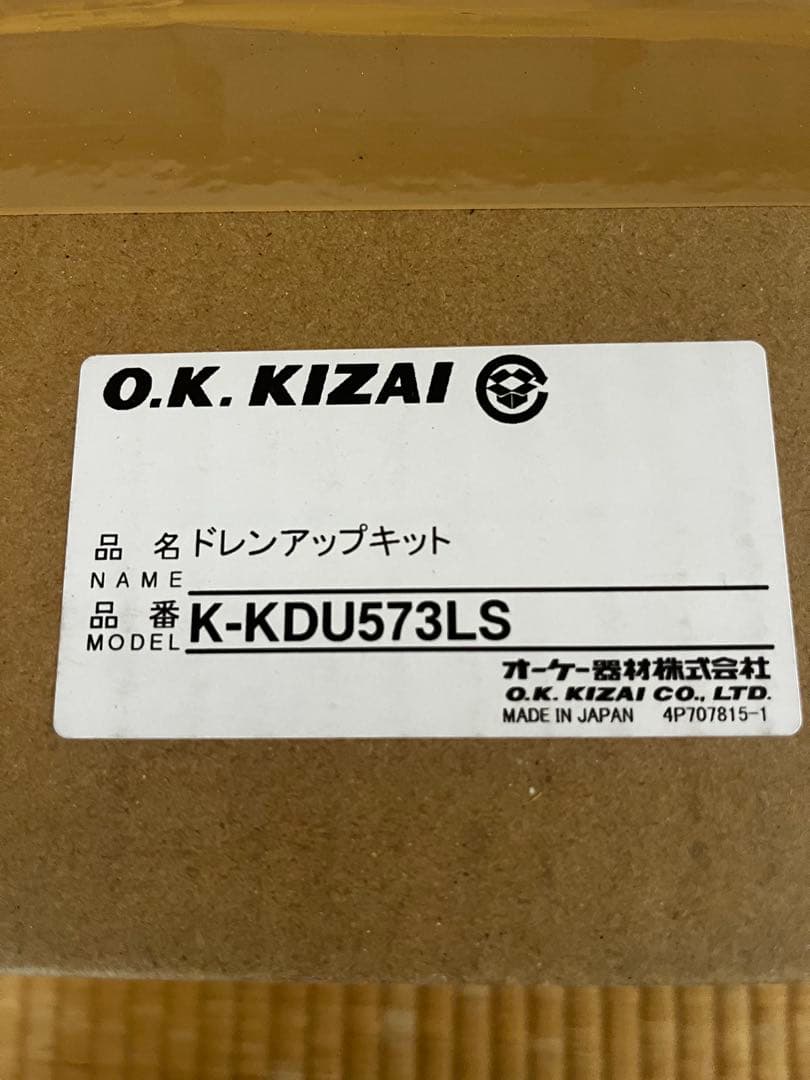 O.K. KIZAI
品 名 ドレンアップキット
NAME
品 番 K-KDU573LS
MODEL
オーケー器材株式会社
O.K. KIZAI CO., LTD.
MADE IN JAPAN 4P707815-1